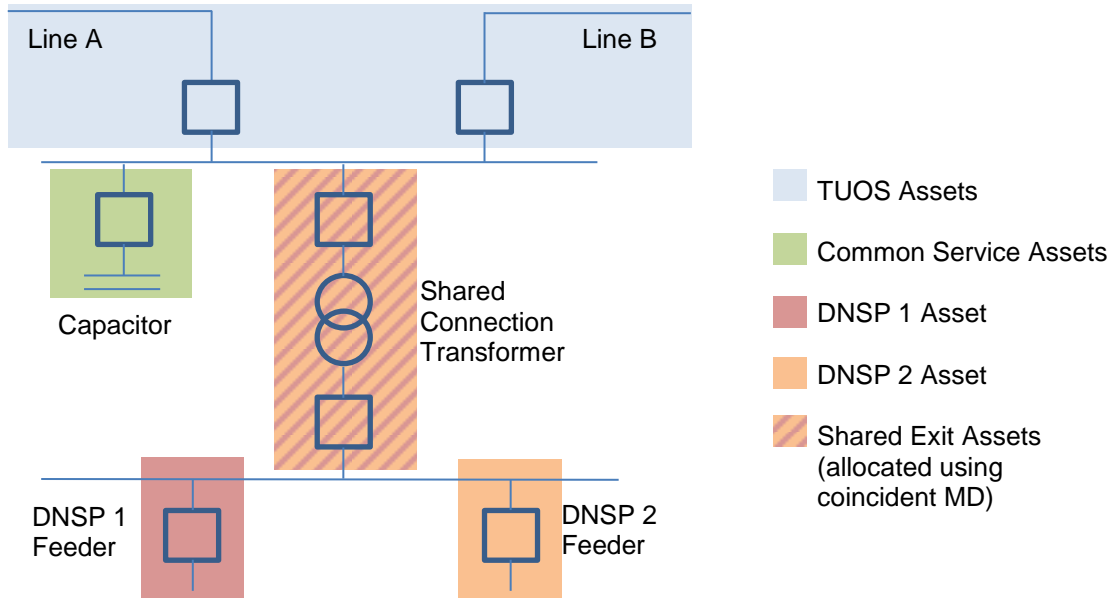 Line A
Line B
Capacitor
Shared
Connection
Transformer
DNSP 1
Feeder
DNSP 2
Feeder
TUOS Assets
Common Service Assets
DNSP 1 Asset
DNSP 2 Asset
Shared Exit Assets
(allocated using
coincident MD)